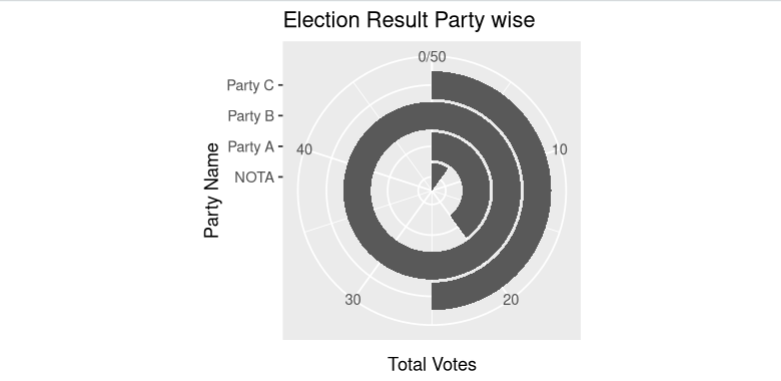 Election Result Party wise
0/50
Party C
Party B
Party A
NOTA
40
10
Party Name
30
20
Total Votes